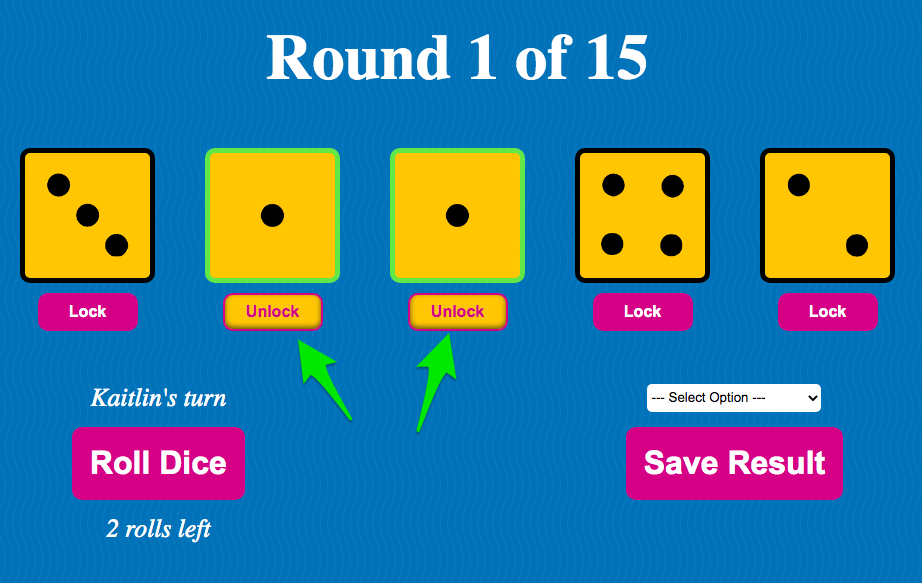 Round 1 of 15
Lock
Unlock
Unlock
Lock
Lock
Kaitlin's turn
--- Select Option ---
Roll Dice
Save Result
2 rolls left